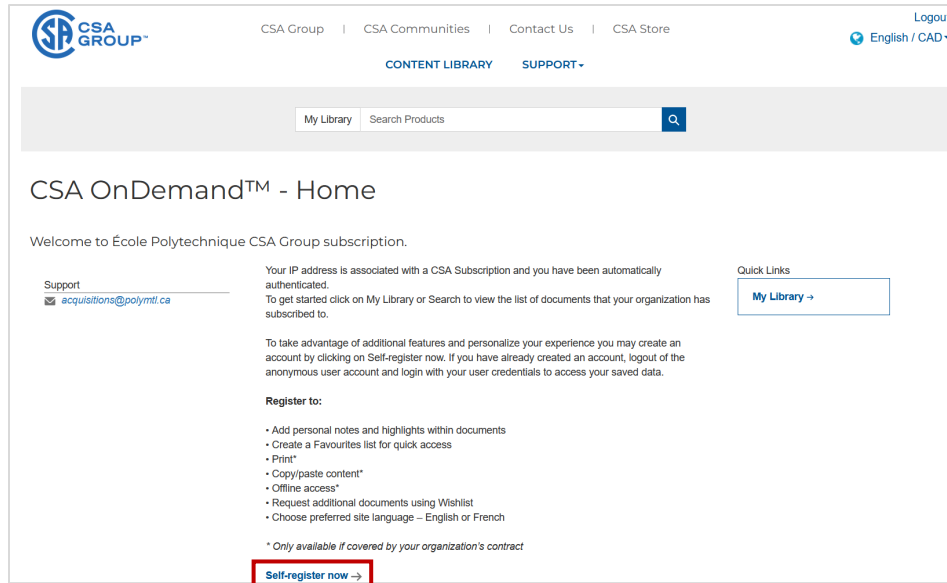 CSA
GROUP™
CSA Group | CSA Communities | Contact Us | CSA Store
Logout
English / CAD
CONTENT LIBRARY SUPPORT
My Library Search Products
CSA OnDemand™ - Home
Welcome to École Polytechnique CSA Group subscription.
Support
acquisitions@polymtl.ca
Your IP address is associated with a CSA Subscription and you have been automatically
authenticated.
To get started click on My Library or Search to view the list of documents that your organization has
subscribed to.
To take advantage of additional features and personalize your experience you may create an
account by clicking on Self-register now. If you have already created an account, logout of the
anonymous user account and login with your user credentials to access your saved data.
Register to:
• Add personal notes and highlights within documents
• Create a Favourites list for quick access
• Print*
• Copy/paste content*
• Offline access*
• Request additional documents using Wishlist
• Choose preferred site language – English or French
* Only available if covered by your organization's contract
Self-register now →
Quick Links
My Library →